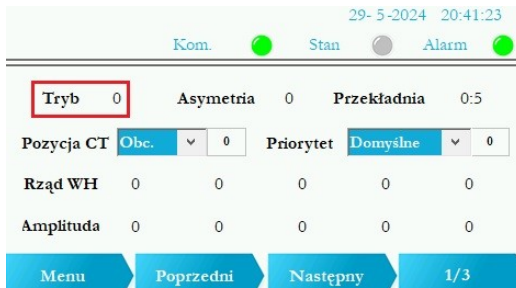 29- 5-2024 20:41:23
Kom. Stan Alarm
Tryb 0 Asymetria 0 Przekładnia 0:5
Pozycja CT Obc. 0 Priorytet Domyślne 0
Rząd WH 0 0 0 0 0
Amplituda 0 0 0 0 0
Menu Poprzedni Następny 1/3